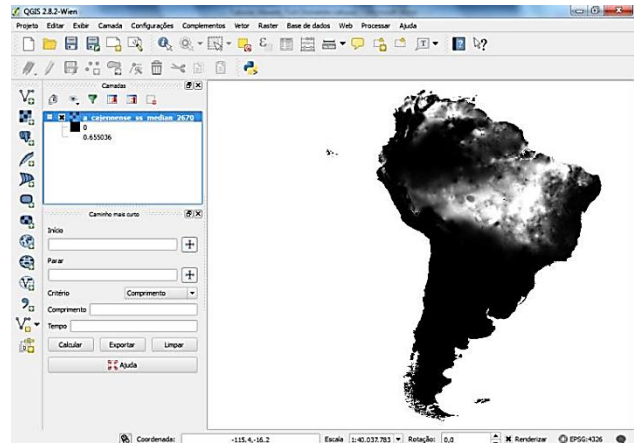 QGIS 2.8.2-Wien
Projeto Editar Exibir Camada Configurações Complementos Vetor Raster Base de dados Web Processar Ajuda
Camadas
a_cajennense_ss_median_2670
0
0.655036
Caminho mais curto
Início
Parar
Critério Comprimento
Comprimento
Tempo
Calcular Exportar Limpar
Ajuda
Coordenada: -115.4,-16.2 Escala 1:40.037.783 Rotação: 0,0 Renderizar EPSG:4326